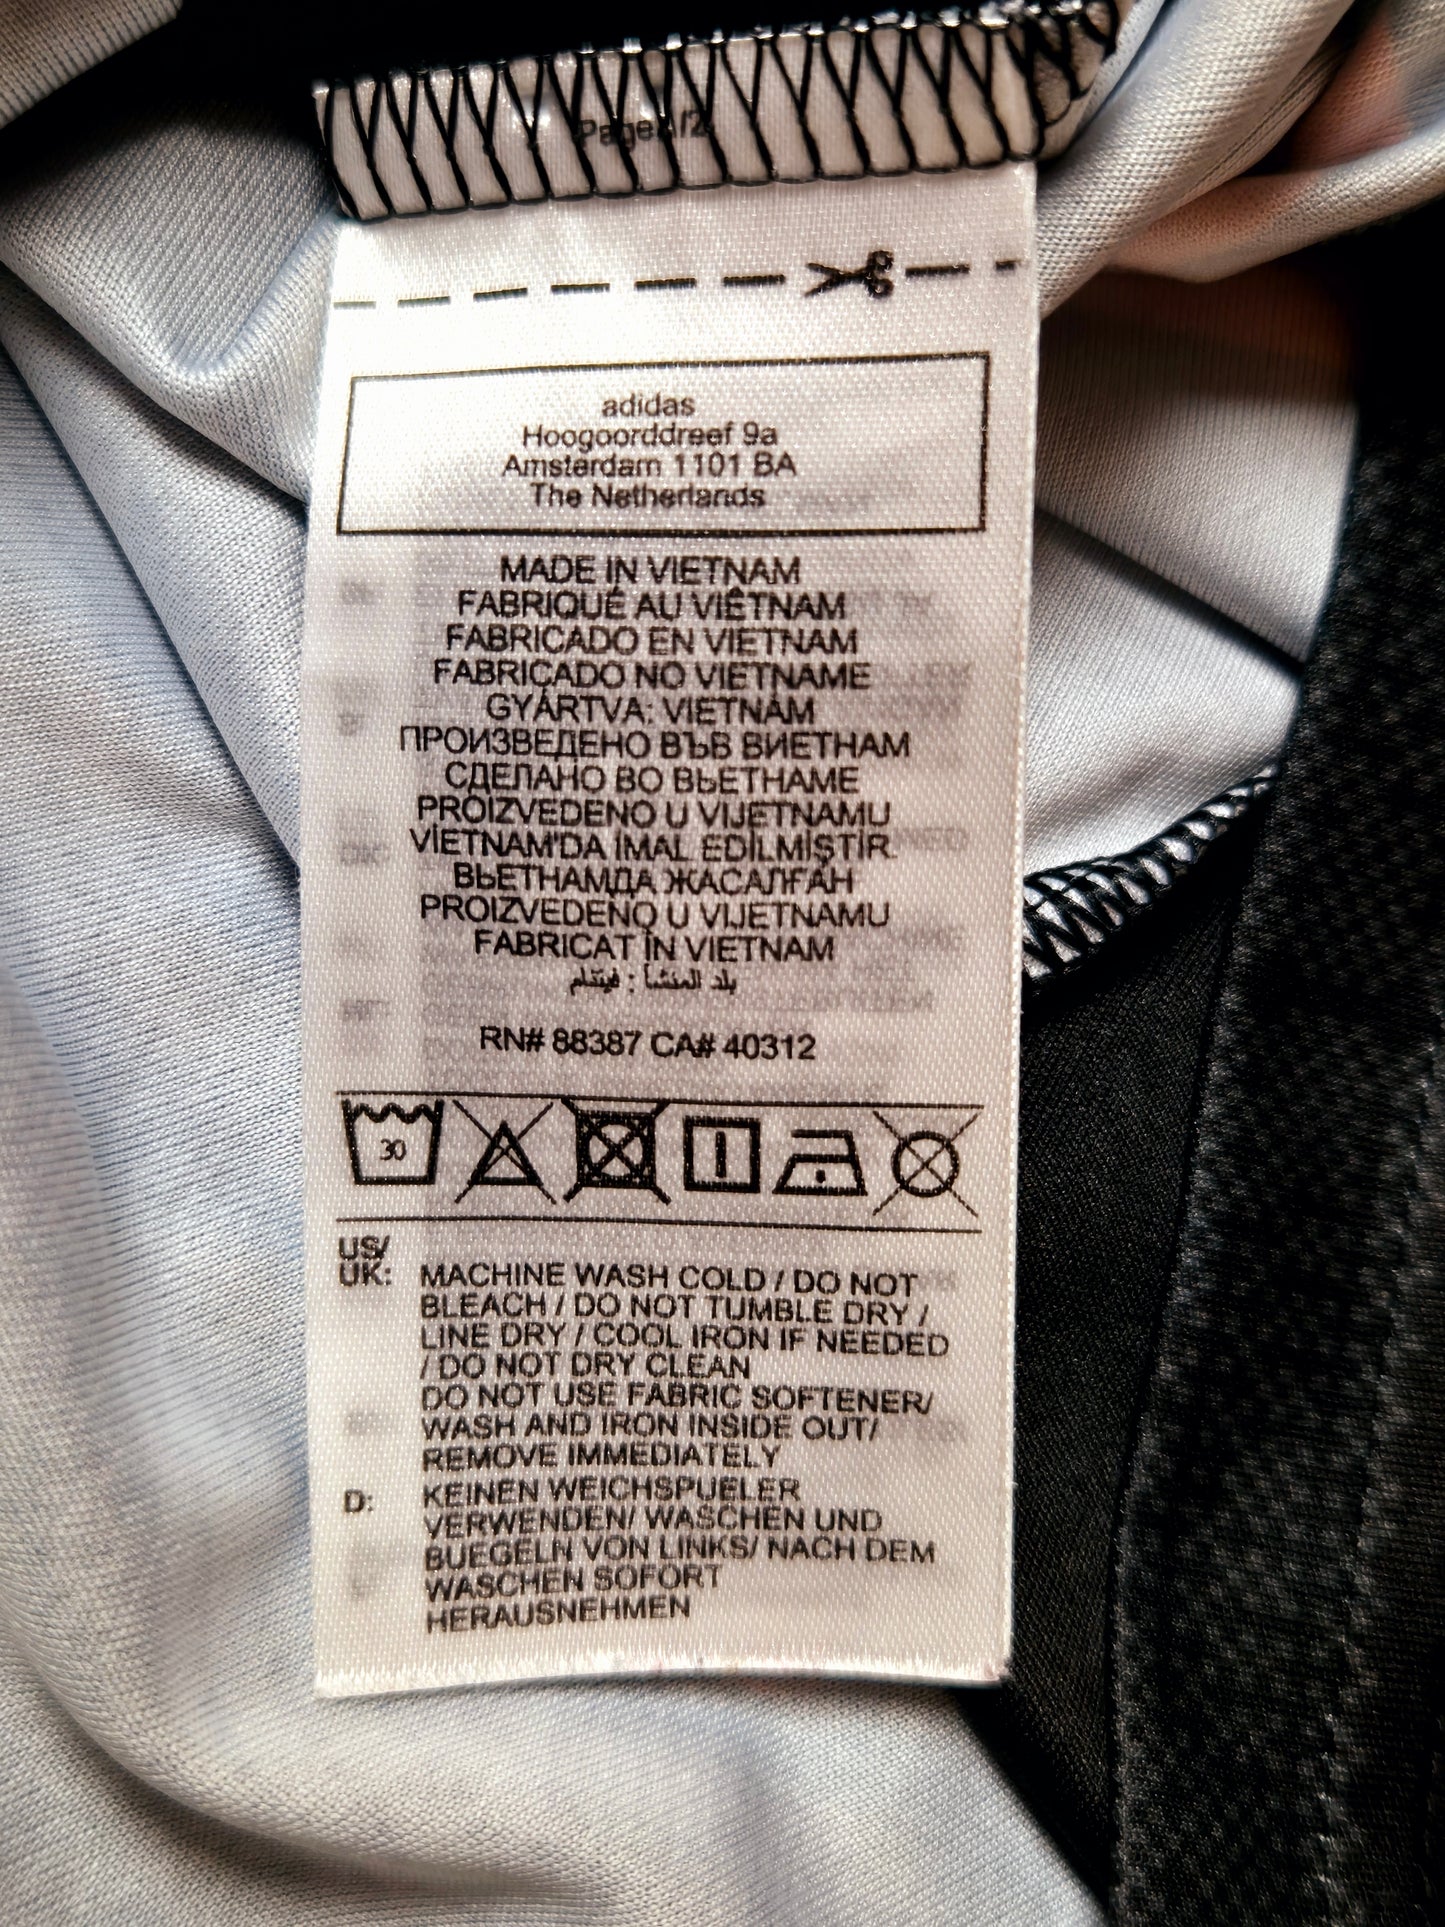 adidas
Hoogoorddreef 9a
Amsterdam 1101 BA
The Netherlands
MADE IN VIETNAM
FABRIQUÉ AU VIÊTNAM
FABRICADO EN VIETNAM
FABRICADO NO VIETNAME
GYÁRTVA: VIETNÁM
ПРОИЗВЕДЕНО ВЪВ ВИЕТНАМ
СДЕЛАНО ВО ВЬЕТНАМЕ
PROIZVEDENO U VIJETNAMU
VİETNAM'DA İMAL EDİLMİŞTİR.
ВЬЕТНАМДА ЖАСАЛҒАН
PROIZVEDENO U VIJETNAMU
FABRICAT ÎN VIETNAM
بلد المنشأ : فيتنام
RN# 88387 CA# 40312
30
US/
UK: MACHINE WASH COLD / DO NOT
BLEACH / DO NOT TUMBLE DRY /
LINE DRY / COOL IRON IF NEEDED
/ DO NOT DRY CLEAN
DO NOT USE FABRIC SOFTENER/
WASH AND IRON INSIDE OUT/
REMOVE IMMEDIATELY
D: KEINEN WEICHSPUELER
VERWENDEN/ WASCHEN UND
BUEGELN VON LINKS/ NACH DEM
WASCHEN SOFORT
HERAUSNEHMEN